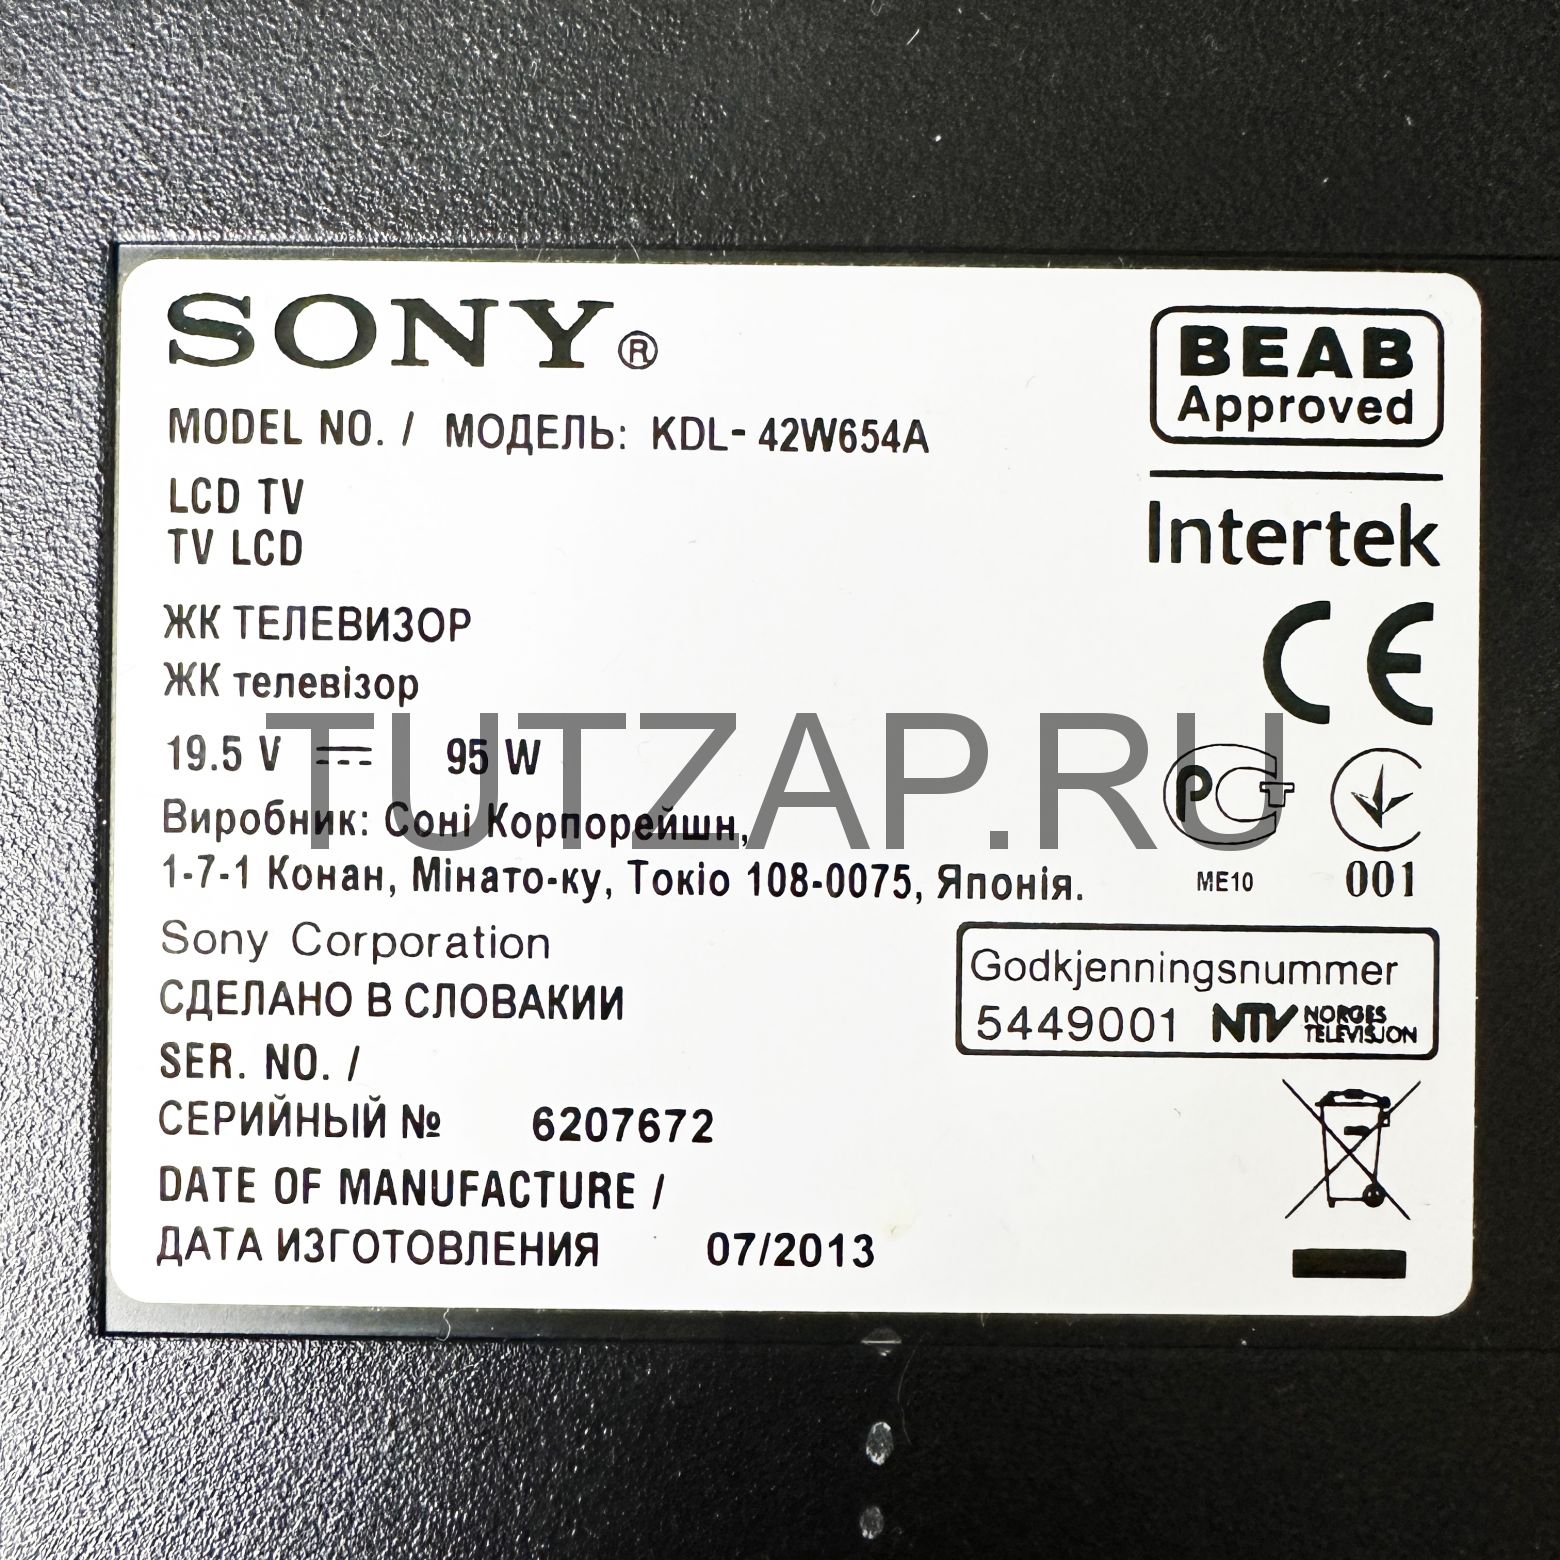 SONY®
MODEL NO. / МОДЕЛЬ: KDL- 42W654A
LCD TV
TV LCD
ЖК ТЕЛЕВИЗОР
ЖК телевізор
19.5 V 95 W
Виробник: Соні Корпорейшн,
1-7-1 Конан, Мінато-ку, Токіо 108-0075, Японія.
Sony Corporation
СДЕЛАНО В СЛОВАКИИ
SER. NO. /
СЕРИЙНЫЙ № 6207672
DATE OF MANUFACTURE /
ДАТА ИЗГОТОВЛЕНИЯ 07/2013
BEAB
Approved
Intertek
CE
РСТ
ME10
001
Godkjenningsnummer
5449001 NTV NORGES
TELEVISJON
TUTZAP.RU